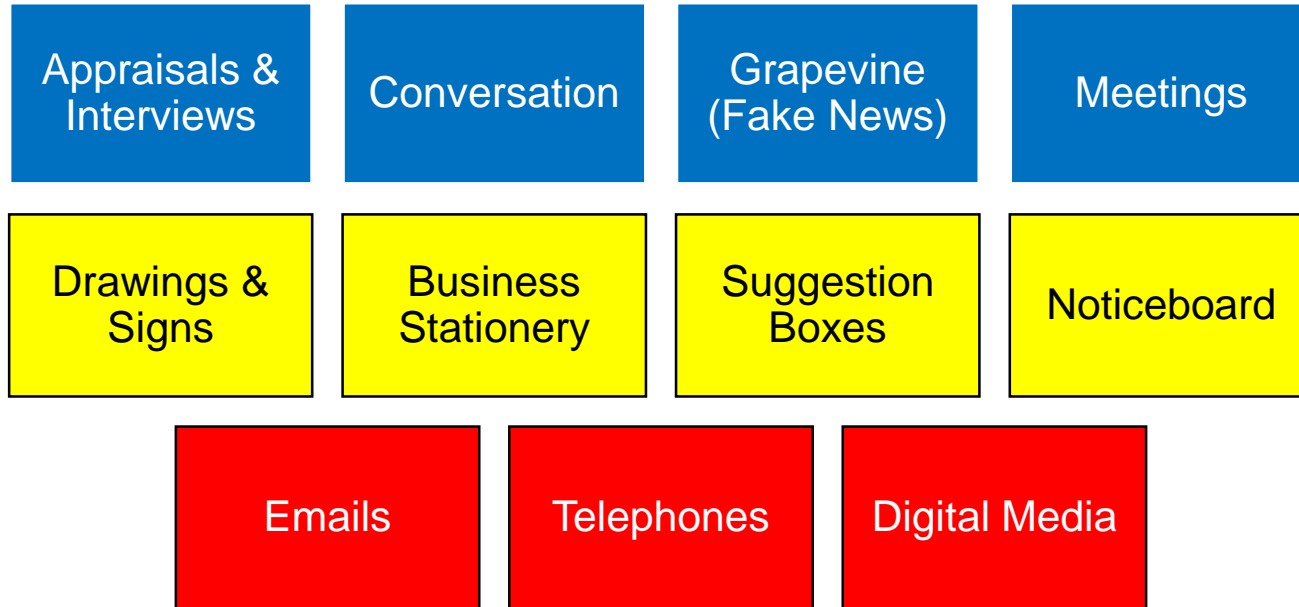 Appraisals &
Interviews
Conversation
Grapevine
(Fake News)
Meetings
Drawings &
Signs
Business
Stationery
Suggestion
Boxes
Noticeboard
Emails
Telephones
Digital Media